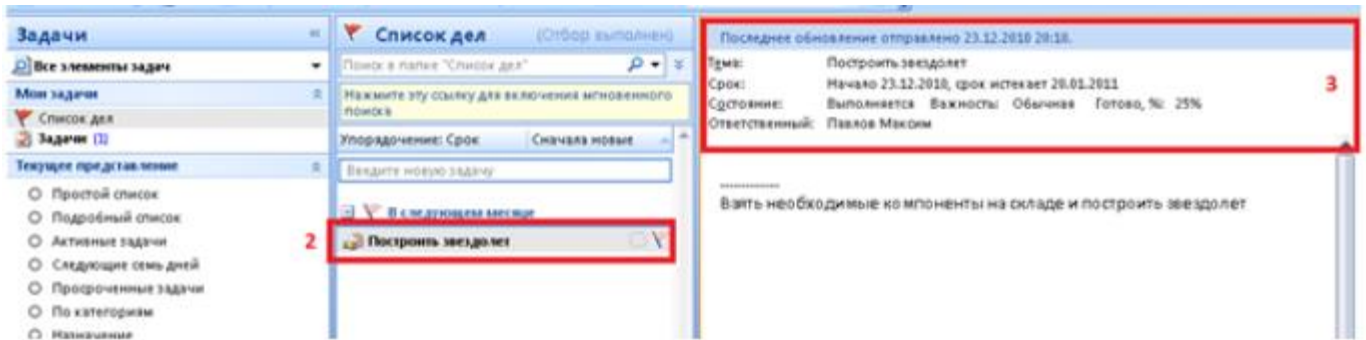 Задачи
Все элементы задач
Мои задачи
Список дел
Задачи (1)
Текущее представление
Простой список
Подробный список
Активные задачи
Следующие семь дней
Просроченные задачи
По категориям
Назначение
Список дел (Отбор выполнен)
Поиск в папке "Список дел"
Нажмите эту ссылку для включения мгновенного
поиска
Упорядочение: Срок Сначала новые
Введите новую задачу
В следующем месяце
2 Построить звездолет
Последнее обновление отправлено 23.12.2010 20:10.
Тема: Построить звездолет
Срок: Начало 23.12.2010, срок истекает 20.01.2011
3
Состояние: Выполняется Важность: Обычная Готово, %: 25%
Ответственный: Павлов Максим
Взять необходимые компоненты на складе и построить звездолет